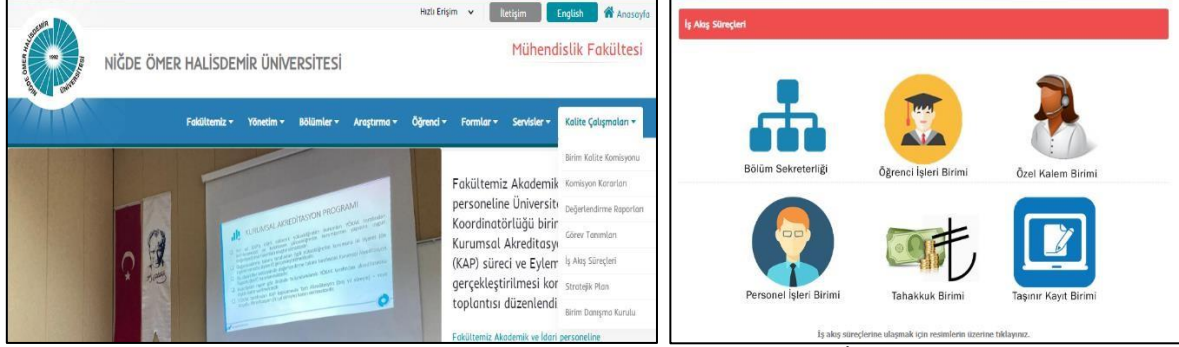 Hızlı Erişim
İletişim
English
Anasayfa
NİĞDE ÖMER HALİSDEMİR ÜNİVERSİTESİ
Mühendislik Fakültesi
Fakültemiz
Yönetim
Bölümler
Araştırma
Öğrenci
Formlar
Servisler
Kalite Çalışmaları
Birim Kalite Komisyonu
Komisyon Kararları
Değerlendirme Raporları
Görev Tanımları
İş Akış Süreçleri
Stratejik Plan
Birim Danışma Kurulu
KURUMSAL AKREDİTASYON PROGRAMI
Fakültemiz Akademik
personeline Üniversit
Koordinatörlüğü birin
Kurumsal Akreditasy
(KAP) süreci ve Eylem
gerçekleştirilmesi kon
toplantısı düzenlendi
Fakültemiz Akademik ve İdari personeline
İş Akış Süreçleri
Bölüm Sekreterliği
Öğrenci İşleri Birimi
Özel Kalem Birimi
Personel İşleri Birimi
Tahakkuk Birimi
Taşınır Kayıt Birimi
İş akış süreçlerine ulaşmak için resimlerin üzerine tıklayınız.